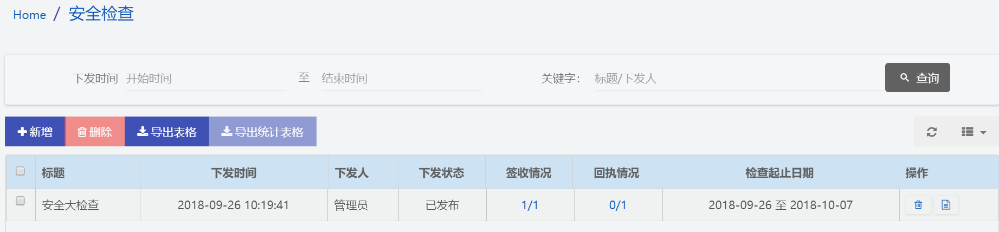 Home / 安全检查
下发时间 开始时间 至 结束时间 关键字: 标题/下发人 查询
新增 删除 导出表格 导出统计表格
标题 下发时间 下发人 下发状态 签收情况 回执情况 检查起止日期 操作
安全大检查 2018-09-26 10:19:41 管理员 已发布 1/1 0/1 2018-09-26 至 2018-10-07